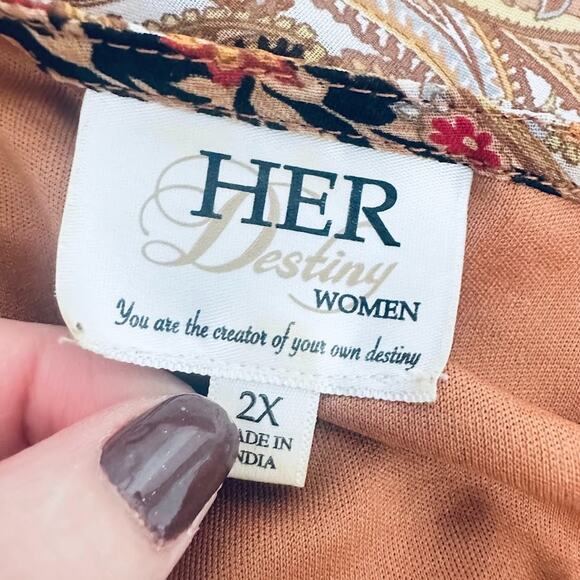 HER
Destiny
WOMEN
You are the creator of your own destiny
2X
ADE IN
NDIA